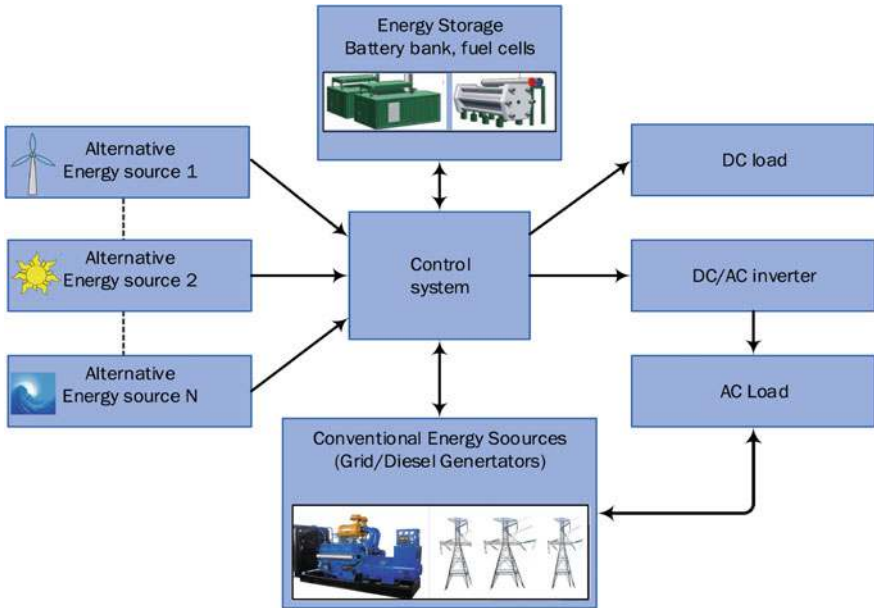 Energy Storage
Battery bank, fuel cells
Alternative
Energy source 1
DC load
Alternative
Energy source 2
Control
system
DC/AC inverter
Alternative
Energy source N
AC Load
Conventional Energy Soources
(Grid/Diesel Genertators)